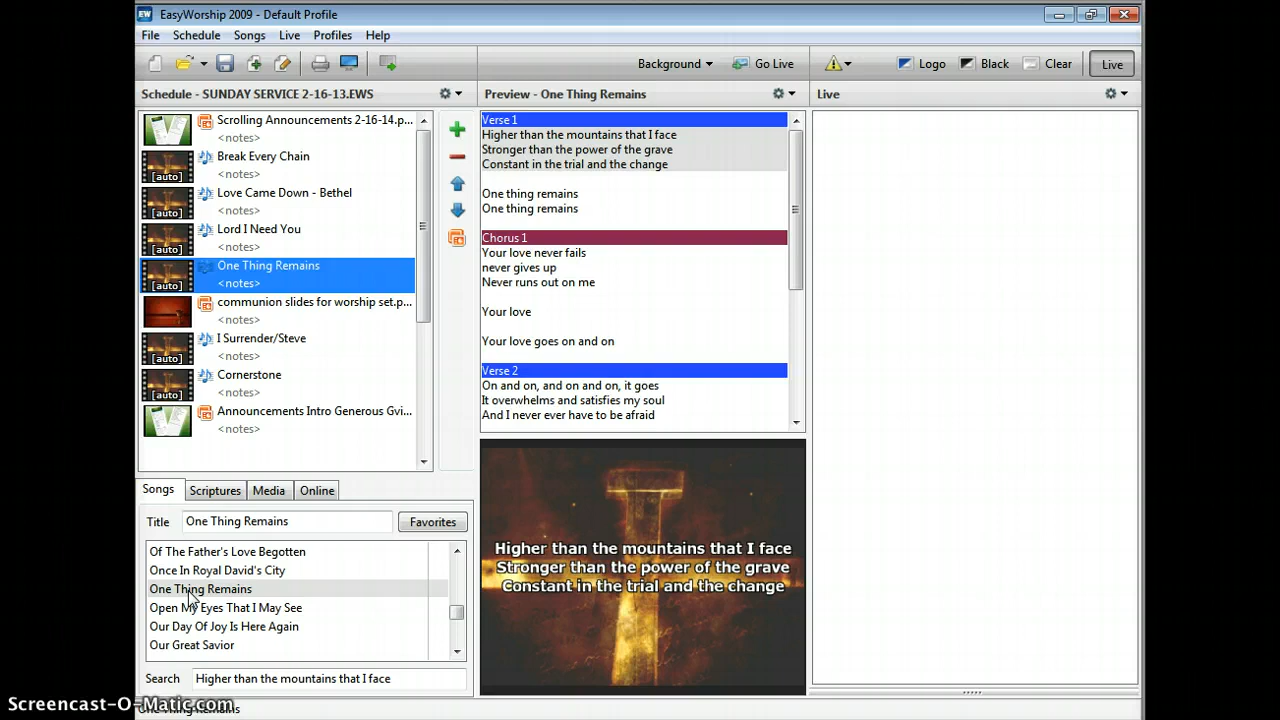 EW EasyWorship 2009 - Default Profile
File Schedule Songs Live Profiles Help
Background Go Live Logo Black Clear Live
Schedule - SUNDAY SERVICE 2-16-13.EWS
Scrolling Announcements 2-16-14.p...
<notes>
[auto] Break Every Chain
<notes>
[auto] Love Came Down - Bethel
<notes>
[auto] Lord I Need You
<notes>
[auto] One Thing Remains
<notes>
communion slides for worship set.p...
<notes>
[auto] I Surrender/Steve
<notes>
[auto] Cornerstone
<notes>
Announcements Intro Generous Gvi...
<notes>
Preview - One Thing Remains
Verse 1
Higher than the mountains that I face
Stronger than the power of the grave
Constant in the trial and the change
One thing remains
One thing remains
Chorus 1
Your love never fails
never gives up
Never runs out on me
Your love
Your love goes on and on
Verse 2
On and on, and on and on, it goes
It overwhelms and satisfies my soul
And I never ever have to be afraid
Live
Songs Scriptures Media Online
Title One Thing Remains Favorites
Of The Father's Love Begotten
Once In Royal David's City
One Thing Remains
Open My Eyes That I May See
Our Day Of Joy Is Here Again
Our Great Savior
Search Higher than the mountains that I face
Higher than the mountains that I face
Stronger than the power of the grave
Constant in the trial and the change
Screencast-O-Matic.com
One Thing Remains